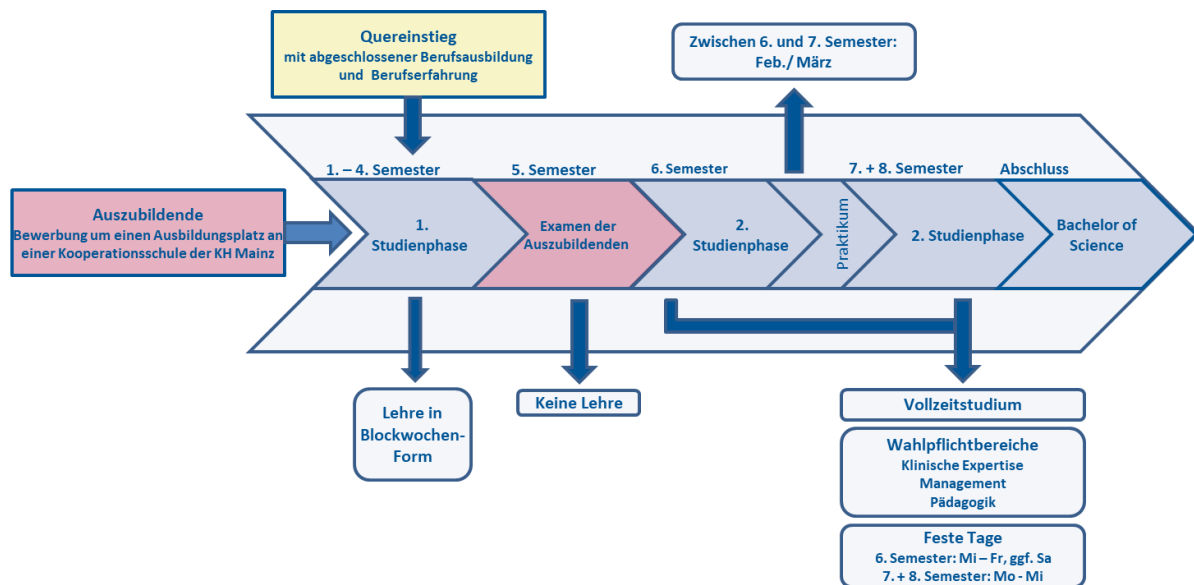 Quereinstieg
mit abgeschlossener Berufsausbildung
und Berufserfahrung
Zwischen 6. und 7. Semester:
Feb./ März
1. – 4. Semester
5. Semester
6. Semester
7. + 8. Semester
Abschluss
Auszubildende
Bewerbung um einen Ausbildungsplatz an
einer Kooperationsschule der KH Mainz
1.
Studienphase
Examen der
Auszubildenden
2.
Studienphase
Praktikum
2. Studienphase
Bachelor of
Science
Lehre in
Blockwochen-
Form
Keine Lehre
Vollzeitstudium
Wahlpflichtbereiche
Klinische Expertise
Management
Pädagogik
Feste Tage
6. Semester: Mi – Fr, ggf. Sa
7. + 8. Semester: Mo - Mi